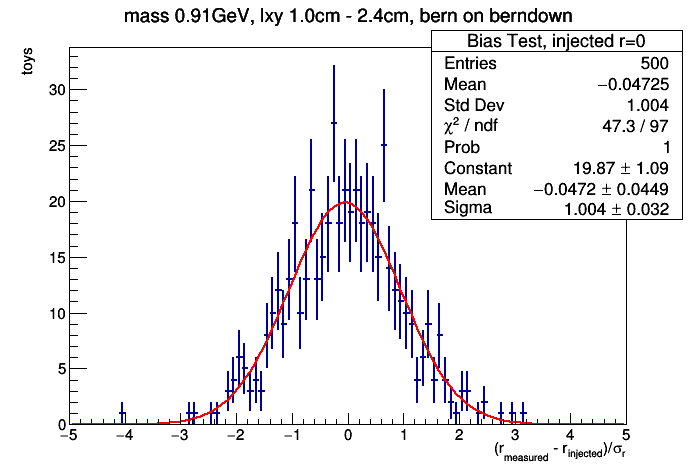 mass 0.91GeV, lxy 1.0cm - 2.4cm, bern on berndown
Bias Test, injected r=0
Entries 500
Mean −0.04725
Std Dev 1.004
χ² / ndf 47.3 / 97
Prob 1
Constant 19.87 ± 1.09
Mean −0.0472 ± 0.0449
Sigma 1.004 ± 0.032
toys
30
25
20
15
10
5
0
−5 −4 −3 −2 −1 0 1 2 3 4 5
(r_measured - r_injected)/σ_r